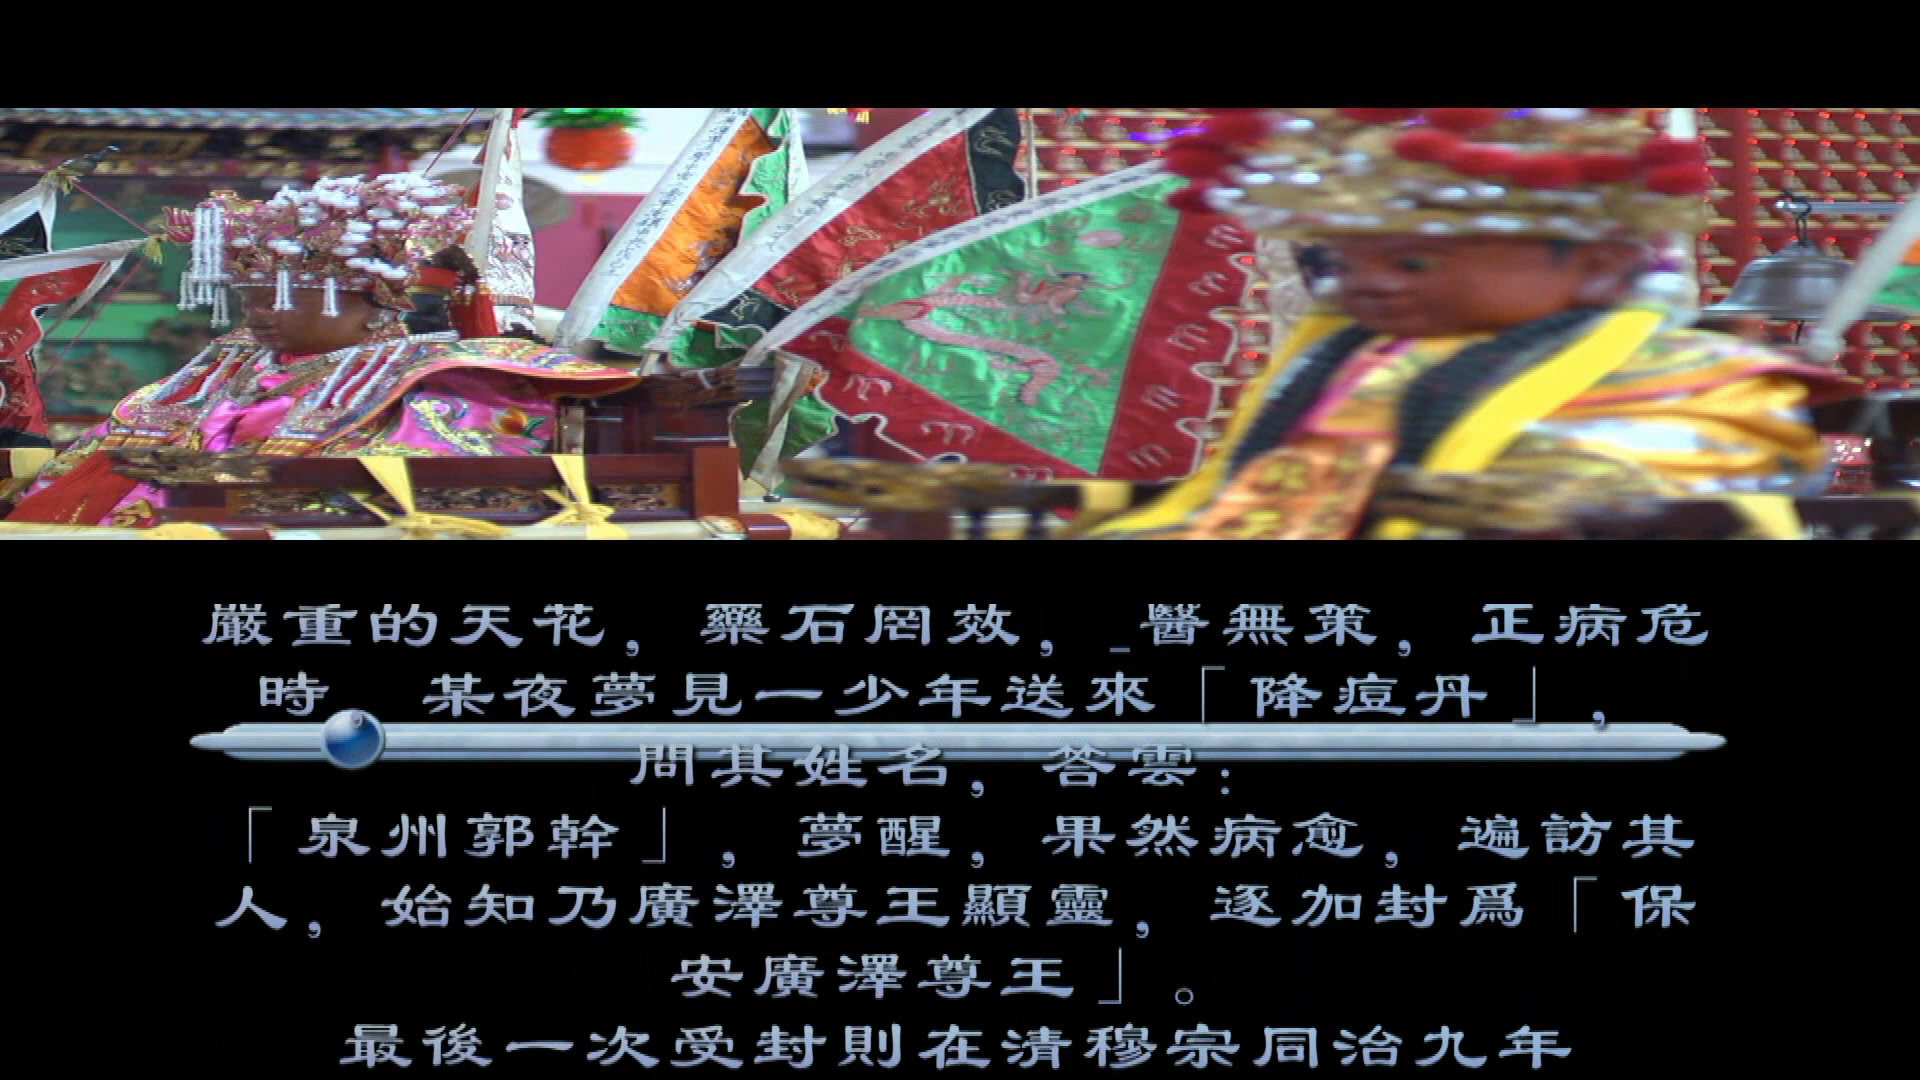 嚴重的天花，藥石罔效，_醫無策，正病危
時　某夜夢見一少年送來「降痘丹」，
問其姓名，答雲：
「泉州郭幹」，夢醒，果然病愈，遍訪其
人，始知乃廣澤尊王顯靈，逐加封爲「保
安廣澤尊王」。
最後一次受封則在清穆宗同治九年